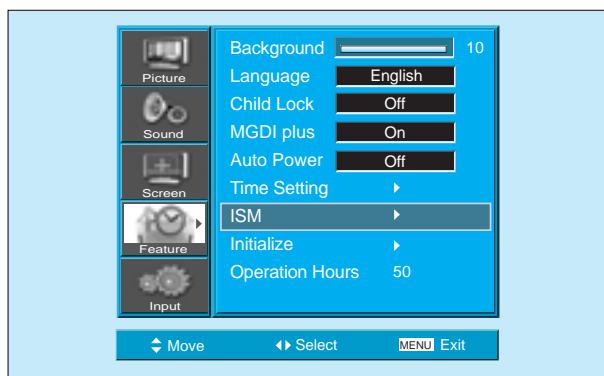 Picture
Sound
Screen
Feature
Input
Background 10
Language English
Child Lock Off
MGDI plus On
Auto Power Off
Time Setting
ISM
Initialize
Operation Hours 50
Move Select MENU Exit